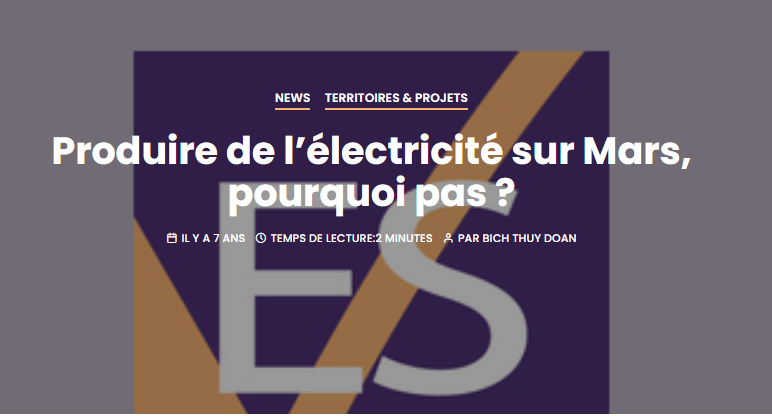 NEWS TERRITOIRES & PROJETS
Produire de l’électricité sur Mars,
pourquoi pas ?
IL Y A 7 ANS TEMPS DE LECTURE:2 MINUTES PAR BICH THUY DOAN
ES